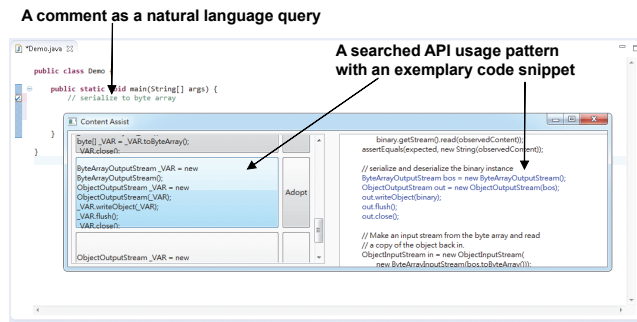 A comment as a natural language query
*Demo.java
A searched API usage pattern
with an exemplary code snippet
public class Demo {
public static void main(String[] args) {
// serialize to byte array
}
}
Content Assist
byte[] _VAR = _VAR.toByteArray();
_VAR.close();
ByteArrayOutputStream _VAR = new
ByteArrayOutputStream();
ObjectOutputStream _VAR = new
ObjectOutputStream(_VAR);
_VAR.writeObject(_VAR);
_VAR.flush();
_VAR.close();
Adopt
ObjectOutputStream _VAR = new
binary.getStream().read(observedContent);
assertEquals(expected, new String(observedContent));
// serialize and deserialize the binary instance
ByteArrayOutputStream bos = new ByteArrayOutputStream();
ObjectOutputStream out = new ObjectOutputStream(bos);
out.writeObject(binary);
out.flush();
out.close();
// Make an input stream from the byte array and read
// a copy of the object back in.
ObjectInputStream in = new ObjectInputStream(
new ByteArrayInputStream(bos.toByteArray()));